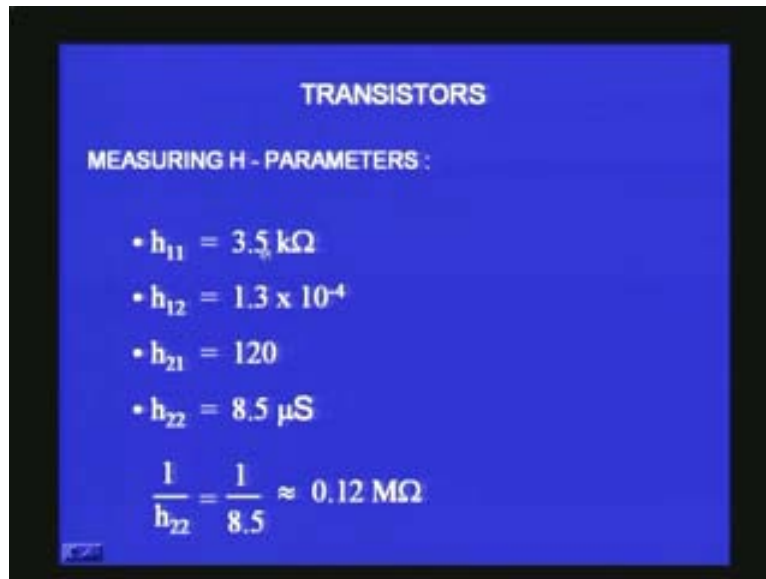 TRANSISTORS
MEASURING H - PARAMETERS :
• h₁₁ = 3.5 kΩ
• h₁₂ = 1.3 x 10⁻⁴
• h₂₁ = 120
• h₂₂ = 8.5 μS
1/h₂₂ = 1/8.5 ≈ 0.12 MΩ